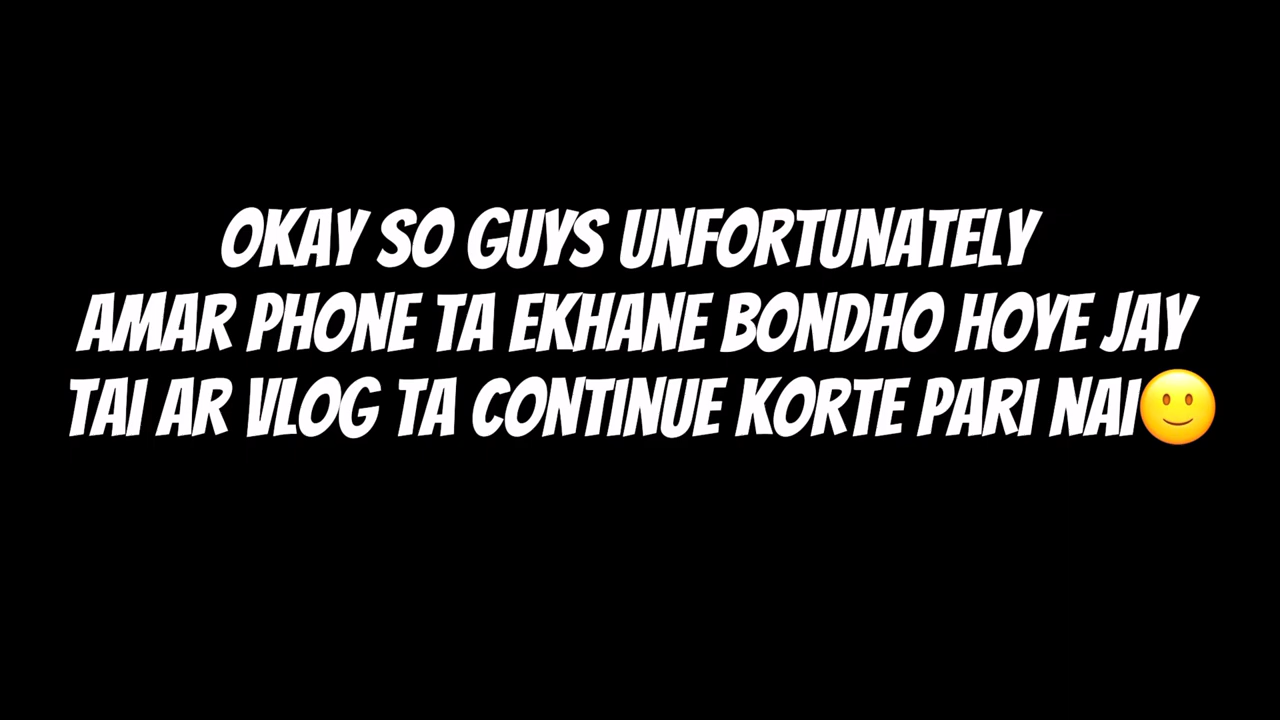 OKAY SO GUYS UNFORTUNATELY
AMAR PHONE TA EKHANE BONDHO HOYE JAY
TAI AR VLOG TA CONTINUE KORTE PARI NAI🙂